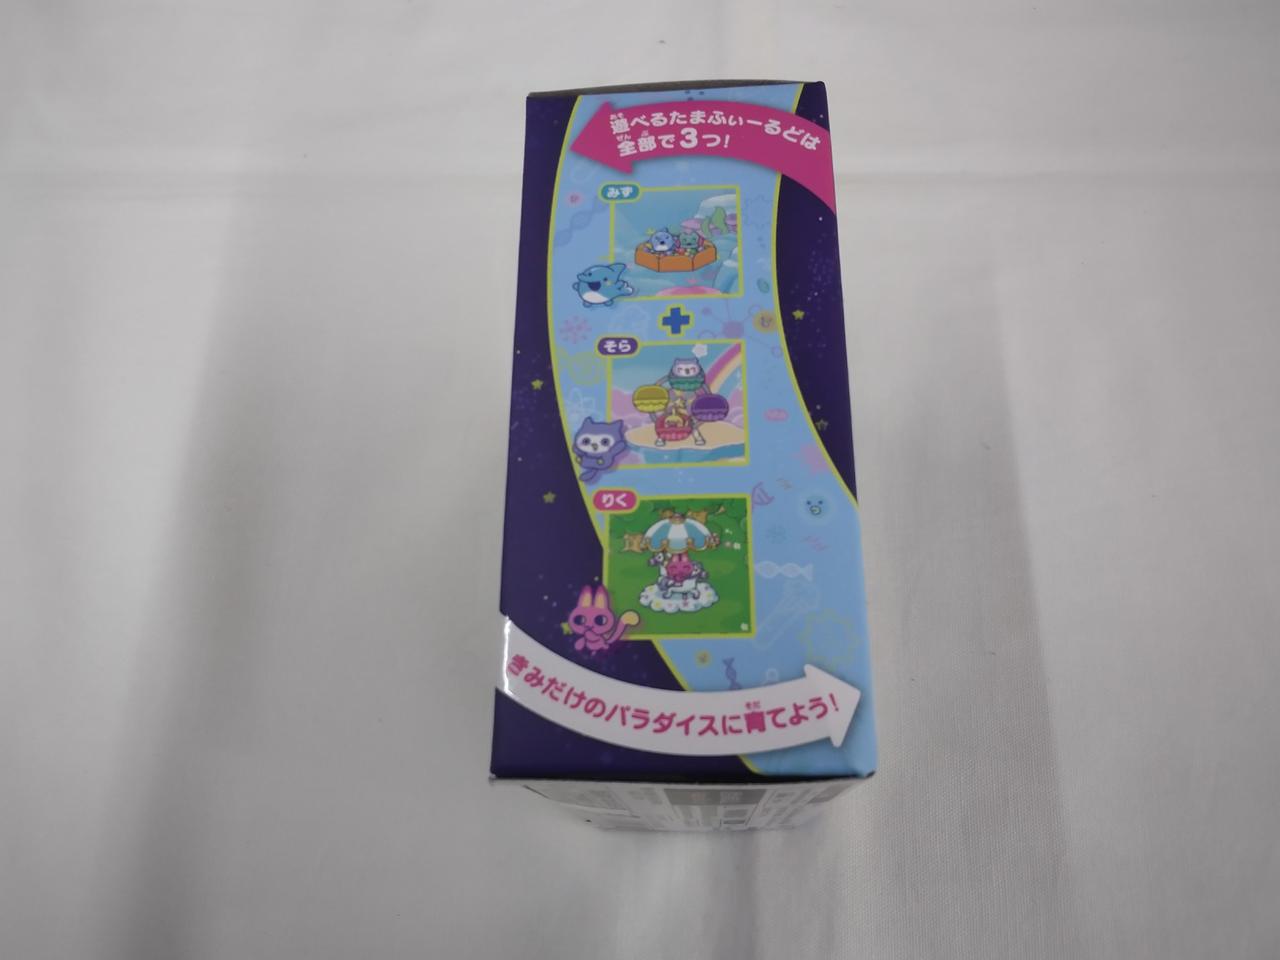 遊べるたまふぃーるどは
全部で3つ!
みず
そら
りく
きみだけのパラダイスに育てよう!